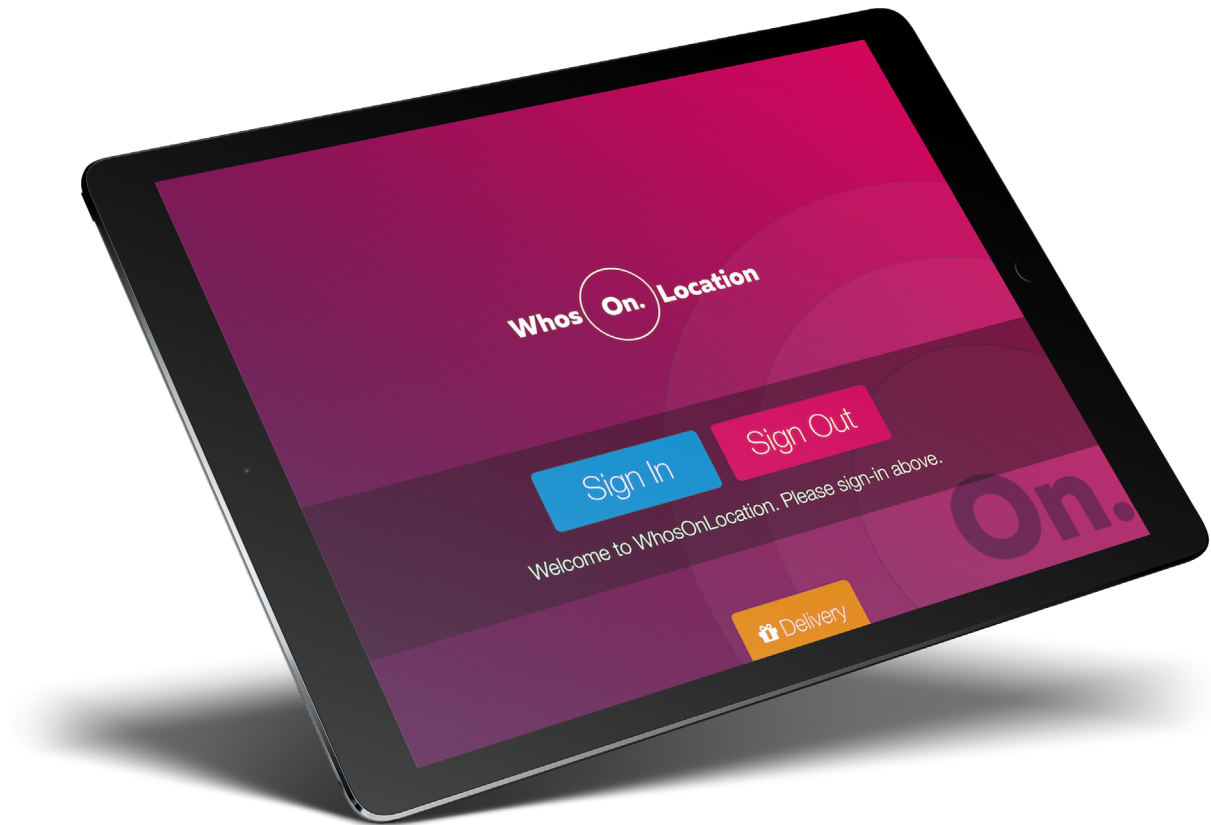 Whos On. Location
Sign In
Sign Out
Welcome to WhosOnLocation. Please sign-in above.
On.
Delivery